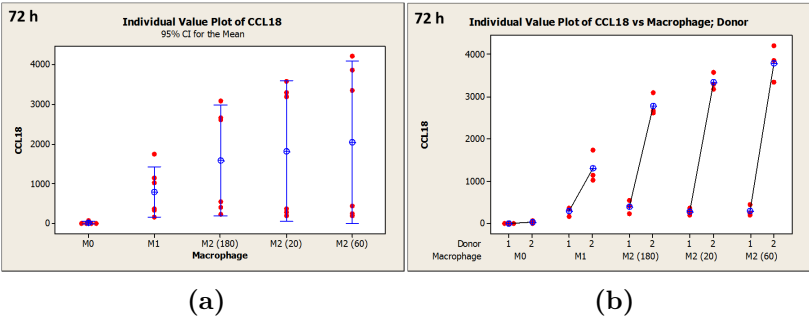 72 h
Individual Value Plot of CCL18
95% CI for the Mean
4000
3000
2000
1000
0
CCL18
M0 M1 M2 (180) M2 (20) M2 (60)
Macrophage
(a)
72 h
Individual Value Plot of CCL18 vs Macrophage; Donor
4000
3000
2000
1000
0
CCL18
Donor 1 2 1 2 1 2 1 2 1 2
Macrophage M0 M1 M2 (180) M2 (20) M2 (60)
(b)